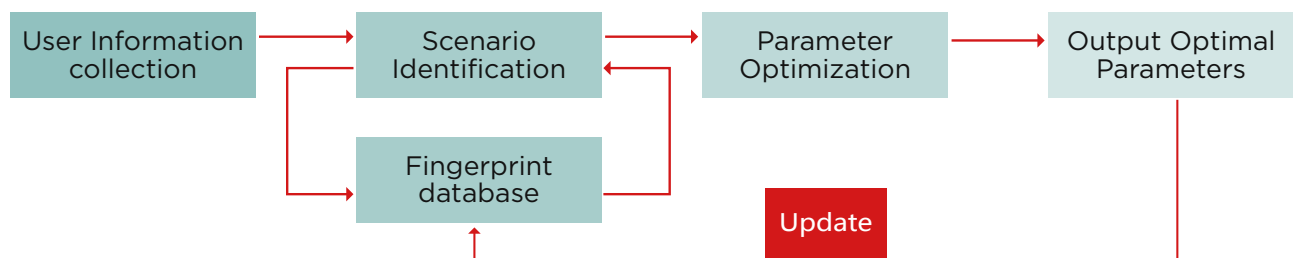 User Information
collection
Scenario
Identification
Parameter
Optimization
Output Optimal
Parameters
Fingerprint
database
Update